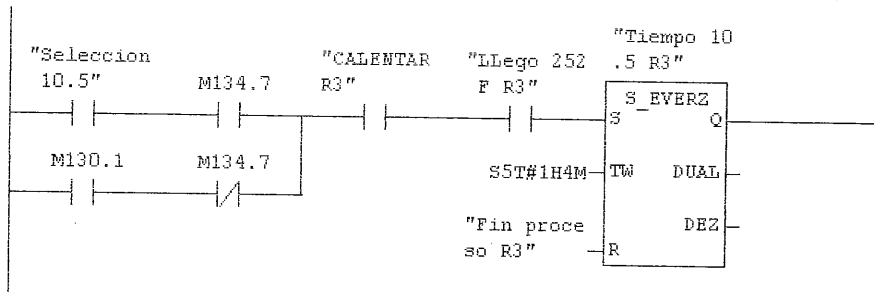 "Tiempo 10
.5 R3"
"Seleccion
10.5"
M134.7
"CALENTAR
R3"
"LLego 252
F R3"
S_EVERZ
S
Q
M130.1
M134.7
S5T#1H4M
TW
DUAL
"Fin proce
so R3"
R
DEZ